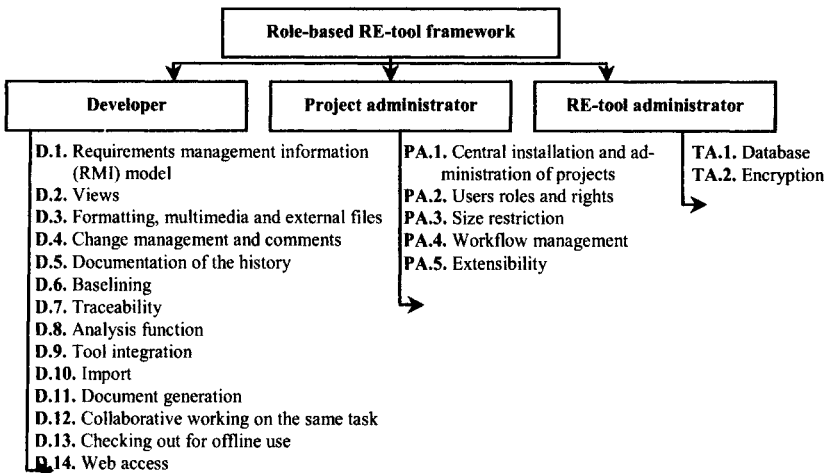 Role-based RE-tool framework
Developer
Project administrator
RE-tool administrator
D.1. Requirements management information
(RMI) model
D.2. Views
D.3. Formatting, multimedia and external files
D.4. Change management and comments
D.5. Documentation of the history
D.6. Baselining
D.7. Traceability
D.8. Analysis function
D.9. Tool integration
D.10. Import
D.11. Document generation
D.12. Collaborative working on the same task
D.13. Checking out for offline use
D.14. Web access
PA.1. Central installation and ad-
ministration of projects
PA.2. Users roles and rights
PA.3. Size restriction
PA.4. Workflow management
PA.5. Extensibility
TA.1. Database
TA.2. Encryption